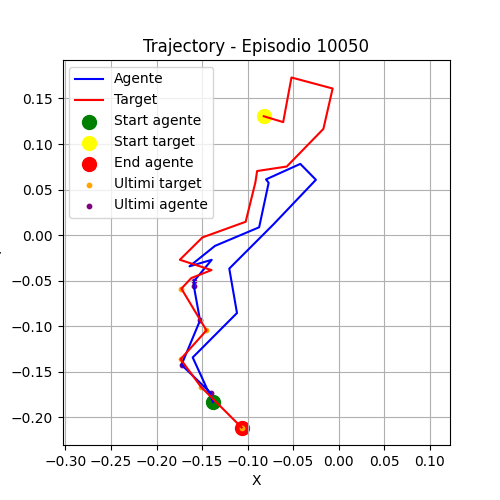 Trajectory - Episodio 10050
Agente
Target
Start agente
Start target
End agente
Ultimi target
Ultimi agente
0.15
0.10
0.05
0.00
−0.05
−0.10
−0.15
−0.20
−0.30 −0.25 −0.20 −0.15 −0.10 −0.05 0.00 0.05 0.10
X